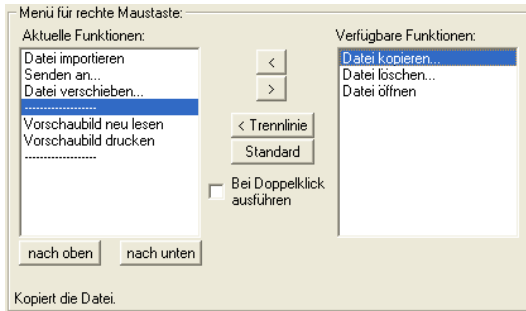 Menü für rechte Maustaste:
Aktuelle Funktionen:
Datei importieren
Senden an...
Datei verschieben...
------------------
Vorschaubild neu lesen
Vorschaubild drucken
------------------
nach oben
nach unten
<
>
< Trennlinie
Standard
Bei Doppelklick
ausführen
Verfügbare Funktionen:
Datei kopieren...
Datei löschen...
Datei öffnen
Kopiert die Datei.